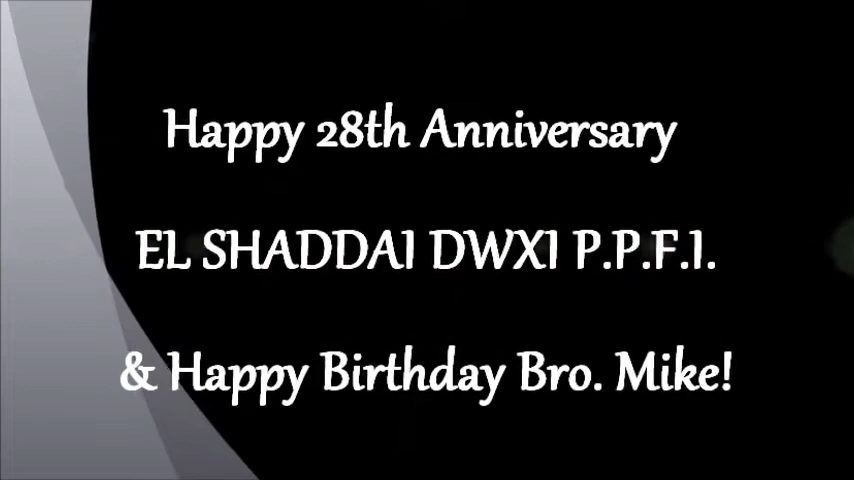 Happy 28th Anniversary
EL SHADDAI DWXI P.P.F.I.
& Happy Birthday Bro. Mike!